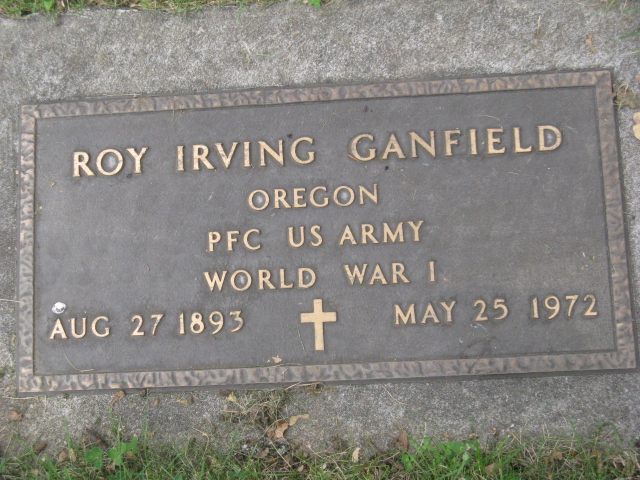 ROY IRVING GANFIELD
OREGON
PFC US ARMY
WORLD WAR I
AUG 27 1893 MAY 25 1972